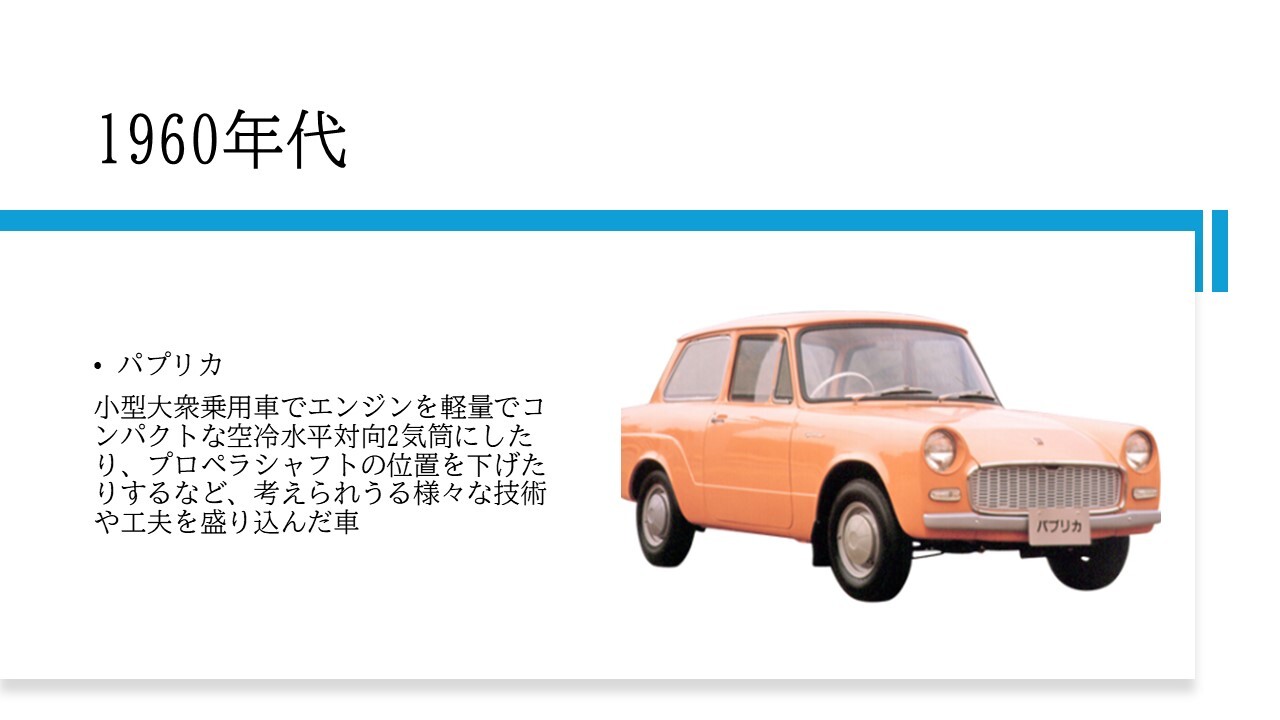 1960年代
• パプリカ
小型大衆乗用車でエンジンを軽量でコ
ンパクトな空冷水平対向2気筒にした
り、プロペラシャフトの位置を下げた
りするなど、考えられうる様々な技術
や工夫を盛り込んだ車
パブリカ